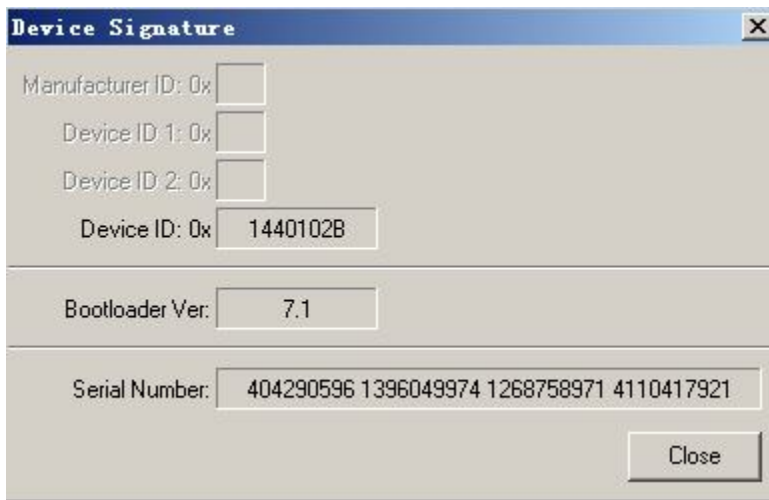 Device Signature
Manufacturer ID: 0x
Device ID 1: 0x
Device ID 2: 0x
Device ID: 0x 1440102B
Bootloader Ver: 7.1
Serial Number: 404290596 1396049974 1268758971 4110417921
Close